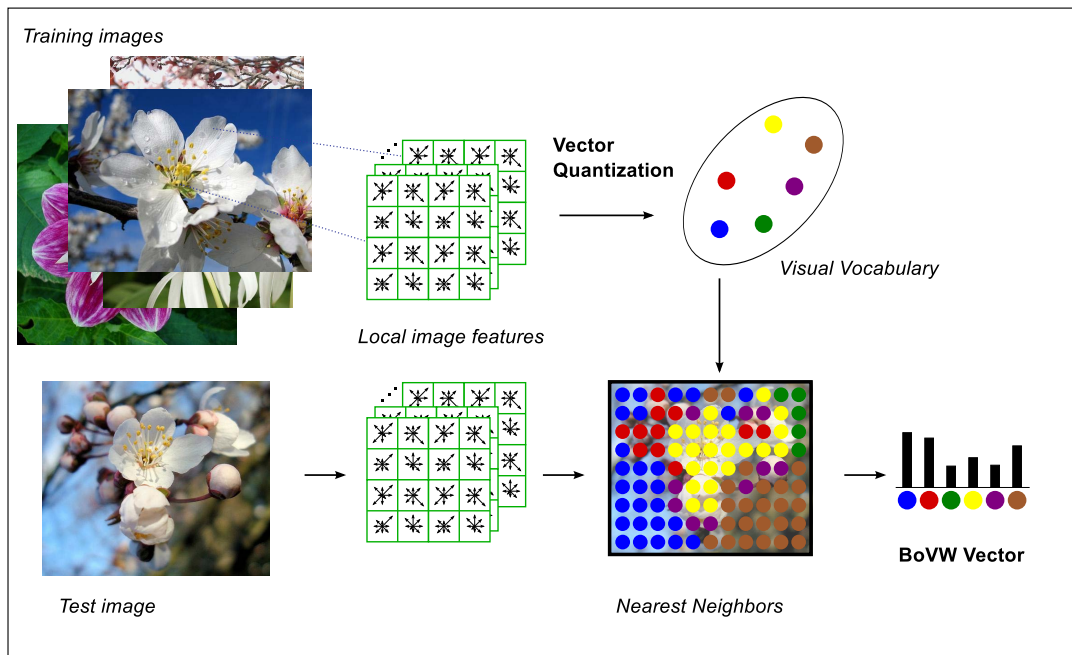 Training images
Vector
Quantization
Visual Vocabulary
Local image features
Test image
Nearest Neighbors
BoVW Vector